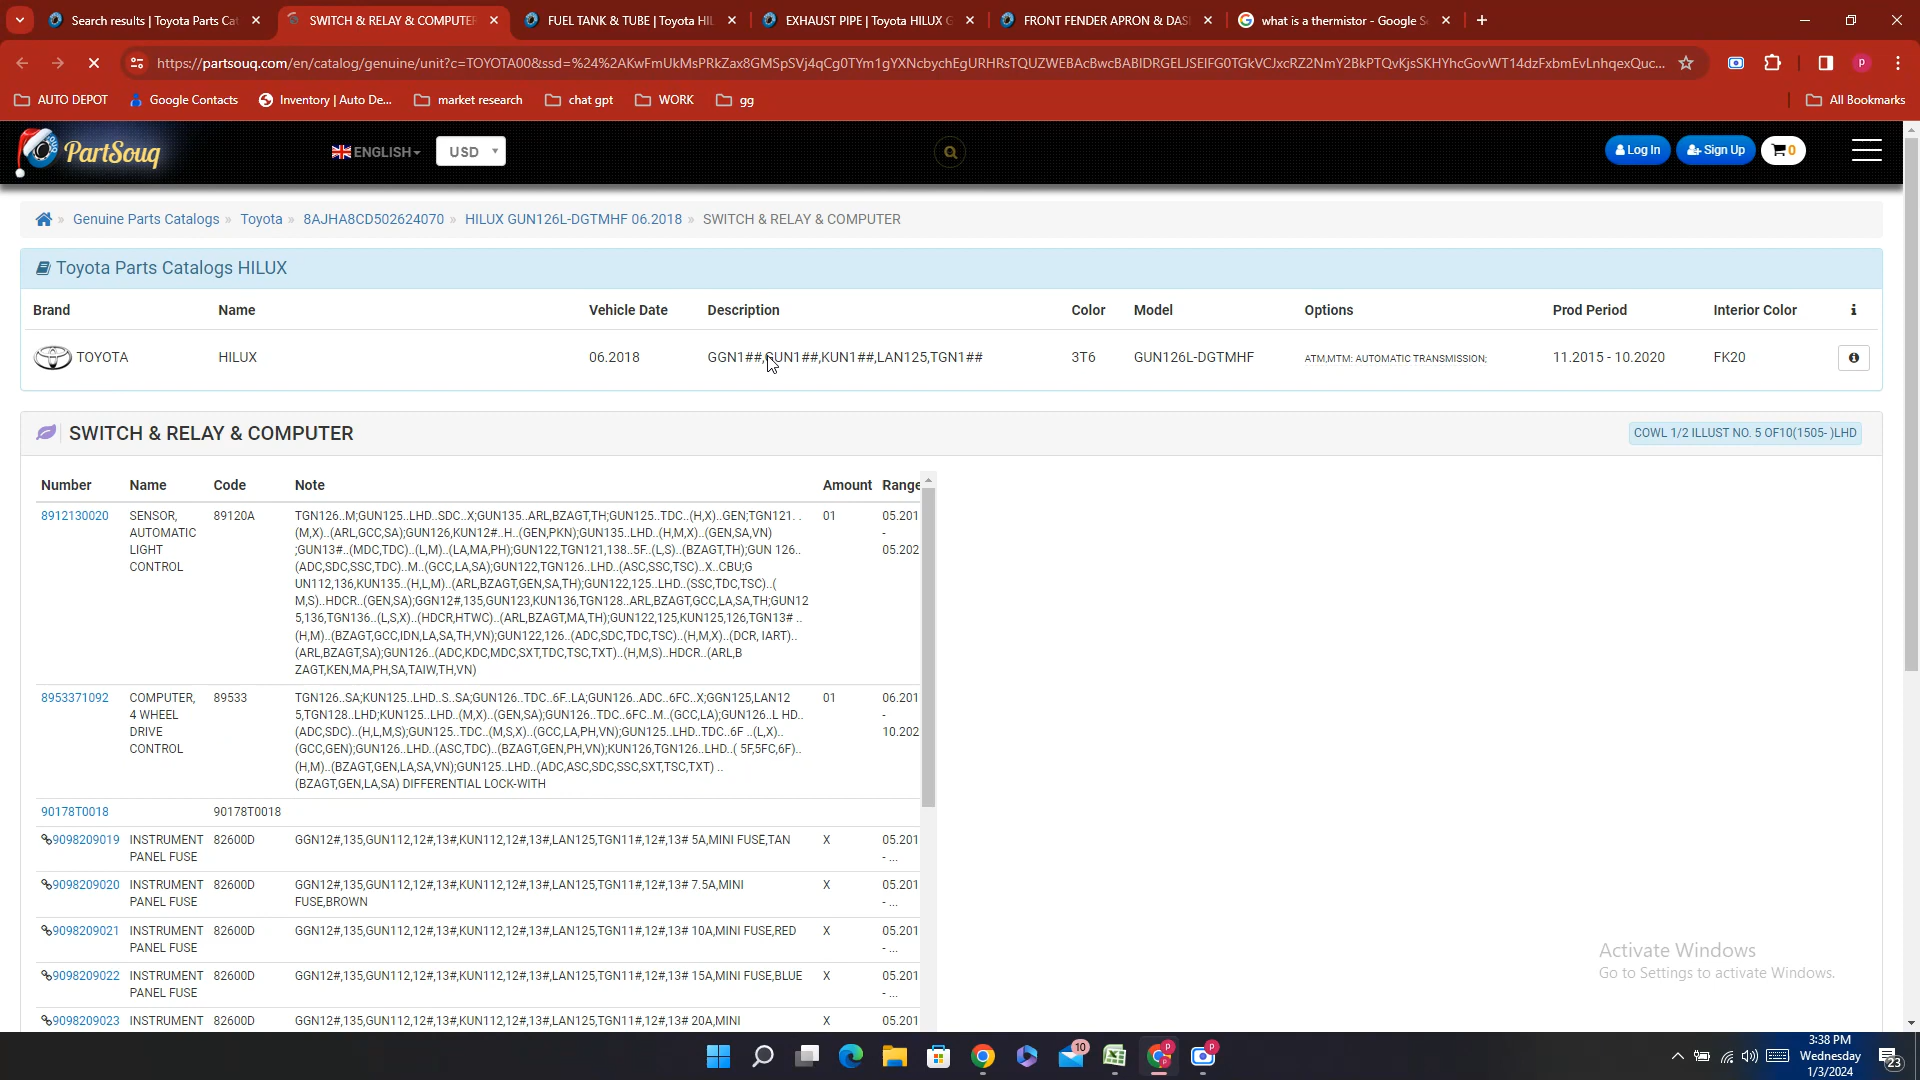 Search results | Toyota Parts Cat
SWITCH & RELAY & COMPUTER
FUEL TANK & TUBE | Toyota HIL
EXHAUST PIPE | Toyota HILUX G
FRONT FENDER APRON & DAS
what is a thermistor - Google S
https://partsouq.com/en/catalog/genuine/unit?c=TOYOTA00&ssd=%24%2AKwFmUkMsPRkZax8GMSpSVj4qCg0TYm1gYXNcbychEgURHRsTQUZWEBAcBwcBABIDRGELJSEIFG0TGkVCJxcRZ2NmY2BkPTQvKjsSKHYhcGovWT14dzFxbmEvLnhqexQuc...
AUTO DEPOT
Google Contacts
Inventory | Auto De...
market research
chat gpt
WORK
gg
All Bookmarks
PartSouq
ENGLISH
USD
Log In
Sign Up
0
» Genuine Parts Catalogs » Toyota » 8AJHA8CD502624070 » HILUX GUN126L-DGTMHF 06.2018 » SWITCH & RELAY & COMPUTER
Toyota Parts Catalogs HILUX
Brand Name Vehicle Date Description Color Model Options Prod Period Interior Color
TOYOTA HILUX 06.2018 GGN1##,GUN1##,KUN1##,LAN125,TGN1## 3T6 GUN126L-DGTMHF ATM,MTM: AUTOMATIC TRANSMISSION; 11.2015 - 10.2020 FK20
SWITCH & RELAY & COMPUTER
COWL 1/2 ILLUST NO. 5 OF10(1505- )LHD
Number Name Code Note Amount Range
8912130020 SENSOR, 89120A TGN126..M;GUN125..LHD..SDC..X;GUN135..ARL,BZAGT,TH;GUN125..TDC..(H,X)..GEN;TGN121. . 01 05.201
AUTOMATIC (M,X)..(ARL,GCC,SA);GUN126,KUN12#..H..(GEN,PKN);GUN135..LHD..(H,M,X)..(GEN,SA,VN) -
LIGHT ;GUN13#..(MDC,TDC)..(L,M)..(LA,MA,PH);GUN122,TGN121,138..5F..(L,S)..(BZAGT,TH);GUN 126.. 05.202
CONTROL (ADC,SDC,SSC,TDC)..M..(GCC,LA,SA);GUN122,TGN126..LHD..(ASC,SSC,TSC)..X..CBU;G
UN112,136,KUN135..(H,L,M)..(ARL,BZAGT,GEN,SA,TH);GUN122,125..LHD..(SSC,TDC,TSC)..(
M,S)..HDCR..(GEN,SA);GGN12#,135,GUN123,KUN136,TGN128..ARL,BZAGT,GCC,LA,SA,TH;GUN12
5,136,TGN136..(L,S,X)..(HDCR,HTWC)..(ARL,BZAGT,MA,TH);GUN122,125,KUN125,126,TGN13# ..
(H,M)..(BZAGT,GCC,IDN,LA,SA,TH,VN);GUN122,126..(ADC,SDC,TDC,TSC)..(H,M,X)..(DCR, IART)..
(ARL,BZAGT,SA);GUN126..(ADC,KDC,MDC,SXT,TDC,TSC,TXT)..(H,M,S)..HDCR..(ARL,B
ZAGT,KEN,MA,PH,SA,TAIW,TH,VN)
8953371092 COMPUTER, 89533 TGN126..SA;KUN125..LHD..S..SA;GUN126..TDC..6F..LA;GUN126..ADC..6FC..X;GGN125,LAN12 01 06.201
4 WHEEL 5,TGN128..LHD;KUN125..LHD..(M,X)..(GEN,SA);GUN126..TDC..6FC..M..(GCC,LA);GUN126..L HD.. -
DRIVE (ADC,SDC)..(H,L,M,S);GUN125..TDC..(M,S,X)..(GCC,LA,PH,VN);GUN125..LHD..TDC..6F ..(L,X).. 10.202
CONTROL (GCC,GEN);GUN126..LHD..(ASC,TDC)..(BZAGT,GEN,PH,VN);KUN126,TGN126..LHD..( 5F,5FC,6F)..
(H,M)..(BZAGT,GEN,LA,SA,VN);GUN125..LHD..(ADC,ASC,SDC,SSC,SXT,TSC,TXT) ..
(BZAGT,GEN,LA,SA) DIFFERENTIAL LOCK-WITH
90178T0018 90178T0018
9098209019 INSTRUMENT 82600D GGN12#,135,GUN112,12#,13#,KUN112,12#,13#,LAN125,TGN11#,12#,13# 5A,MINI FUSE,TAN X 05.201
PANEL FUSE - ...
9098209020 INSTRUMENT 82600D GGN12#,135,GUN112,12#,13#,KUN112,12#,13#,LAN125,TGN11#,12#,13# 7.5A,MINI X 05.201
PANEL FUSE FUSE,BROWN - ...
9098209021 INSTRUMENT 82600D GGN12#,135,GUN112,12#,13#,KUN112,12#,13#,LAN125,TGN11#,12#,13# 10A,MINI FUSE,RED X 05.201
PANEL FUSE - ...
9098209022 INSTRUMENT 82600D GGN12#,135,GUN112,12#,13#,KUN112,12#,13#,LAN125,TGN11#,12#,13# 15A,MINI FUSE,BLUE X 05.201
PANEL FUSE - ...
9098209023 INSTRUMENT 82600D GGN12#,135,GUN112,12#,13#,KUN112,12#,13#,LAN125,TGN11#,12#,13# 20A,MINI X 05.201
Activate Windows
Go to Settings to activate Windows.
10
3:38 PM
Wednesday
1/3/2024
23